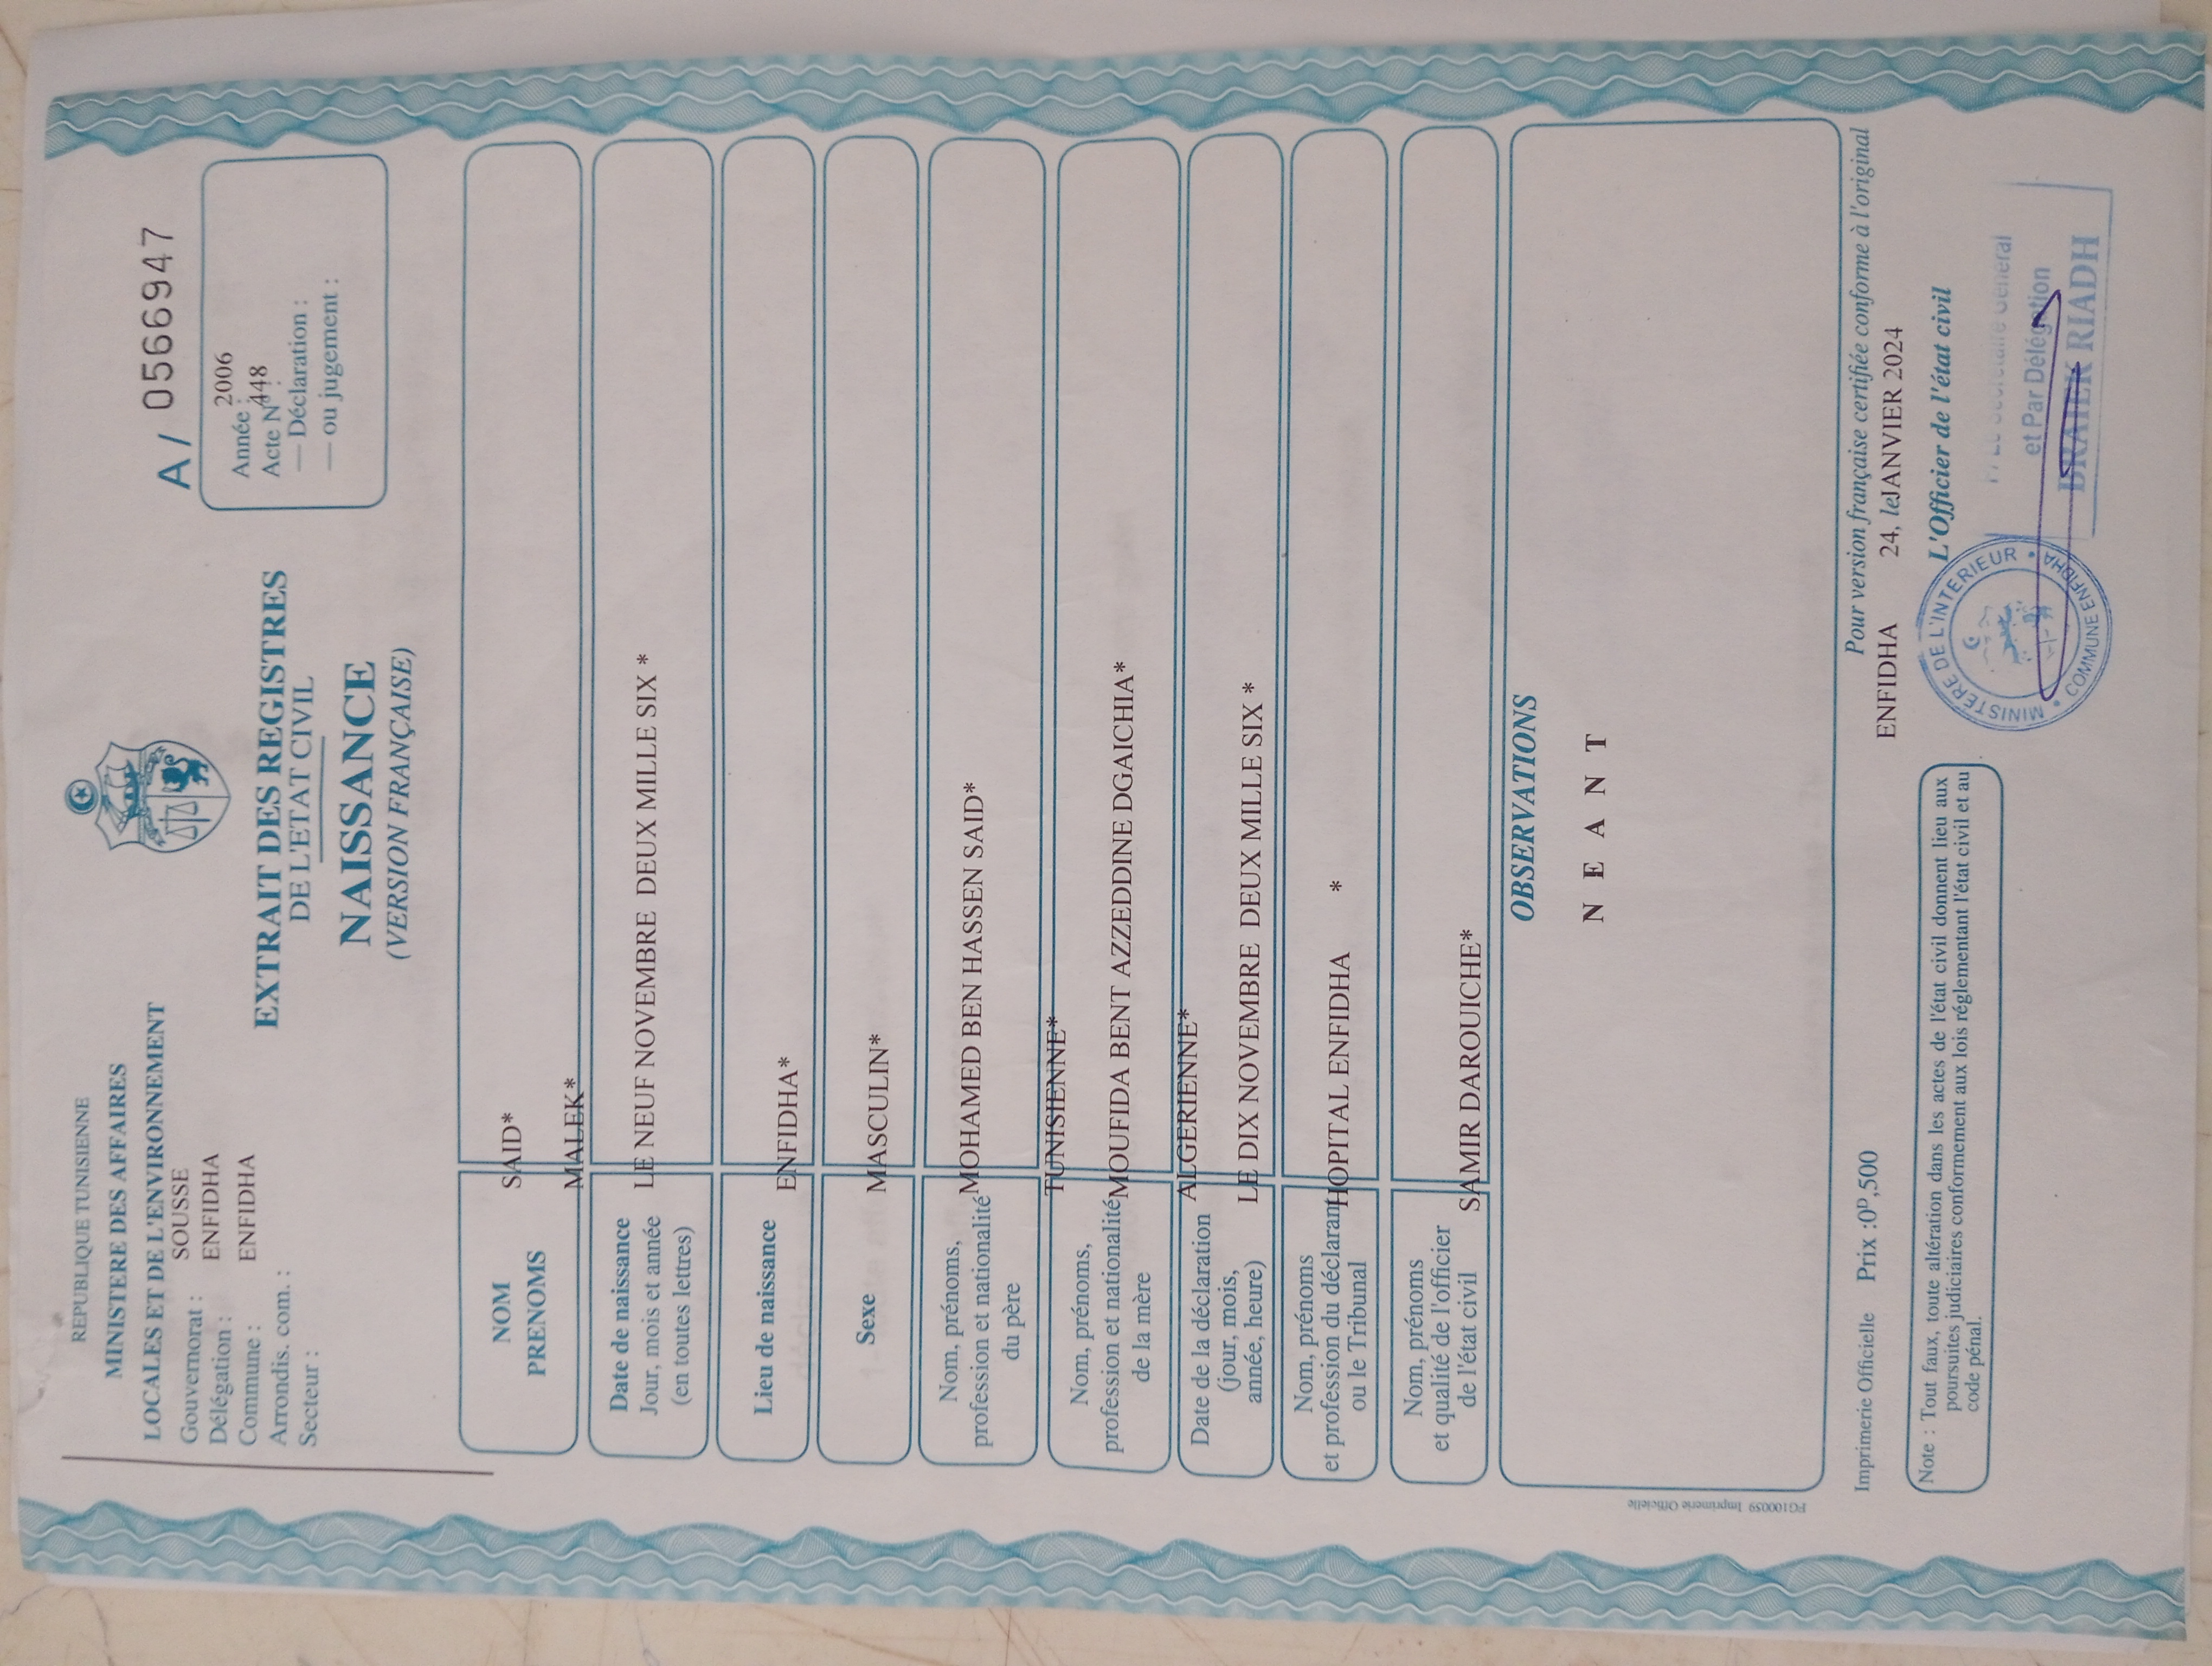 REPUBLIQUE TUNISIENNE
MINISTERE DES AFFAIRES
LOCALES ET DE L'ENVIRONNEMENT
Gouvernorat : SOUSSE
Délégation : ENFIDHA
Commune : ENFIDHA
Arrondis. com. :
Secteur :
EXTRAIT DES REGISTRES
DE L'ETAT CIVIL
NAISSANCE
(VERSION FRANÇAISE)
A/ 0566947
Année : 2006
Acte N° 448
— Déclaration :
— ou jugement :
NOM SAID*
PRENOMS MALEK*
Date de naissance
Jour, mois et année LE NEUF NOVEMBRE DEUX MILLE SIX *
(en toutes lettres)
Lieu de naissance ENFIDHA*
Sexe MASCULIN*
Nom, prénoms,
profession et nationalité MOHAMED BEN HASSEN SAID*
du père
TUNISIENNE*
Nom, prénoms,
profession et nationalité MOUFIDA BENT AZZEDDINE DGAICHIA*
de la mère
ALGERIENNE*
Date de la déclaration
(jour, mois, LE DIX NOVEMBRE DEUX MILLE SIX *
année, heure)
Nom, prénoms
et profession du déclarant HOPITAL ENFIDHA *
ou le Tribunal
Nom, prénoms
et qualité de l'officier
de l'état civil SAMIR DAROUICHE*
OBSERVATIONS
N E A N T
FG100059 Imprimerie Officielle
Imprimerie Officielle Prix :0ᴰ,500
Pour version française certifiée conforme à l'original
ENFIDHA 24, le JANVIER 2024
L'Officier de l'état civil
Note : Tout faux, toute altération dans les actes de l'état civil donnent lieu aux
poursuites judiciaires conformement aux lois réglementant l'état civil et au
code pénal.
MINISTERE DE L'INTERIEUR
COMMUNE ENFIDHA
Secrétaire Général
et Par Délégation
BRAIEK RIADH